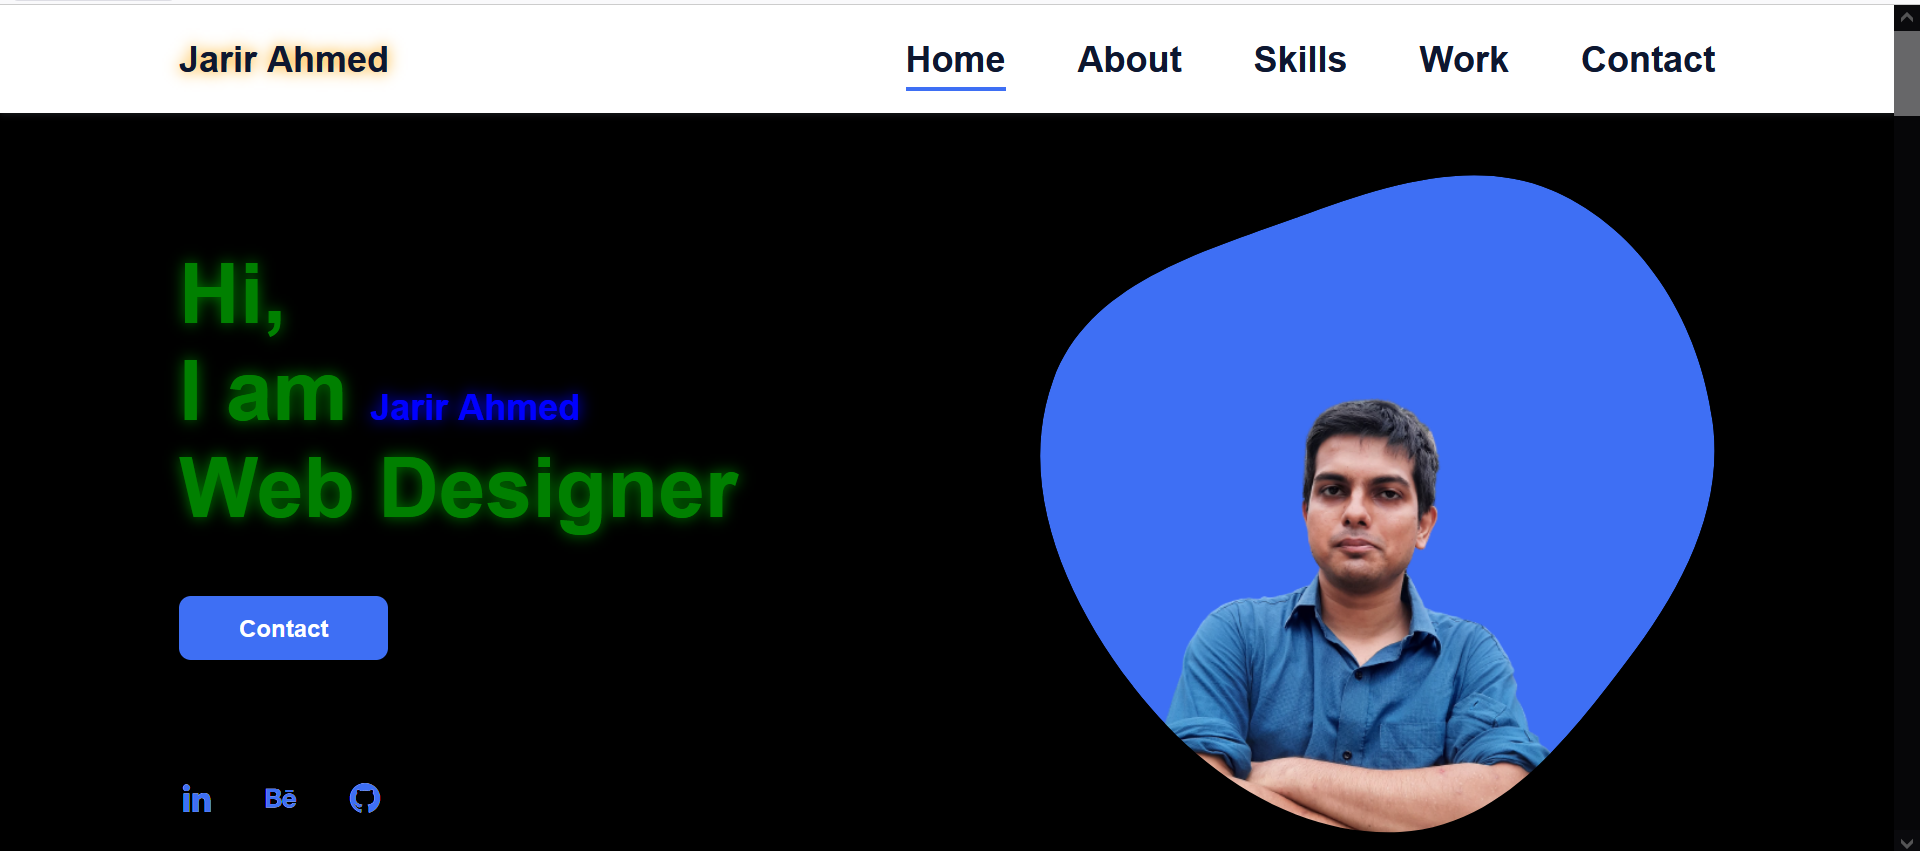 Jarir Ahmed
Home About Skills Work Contact
Hi,
I am Jarir Ahmed
Web Designer
Contact
in Bē